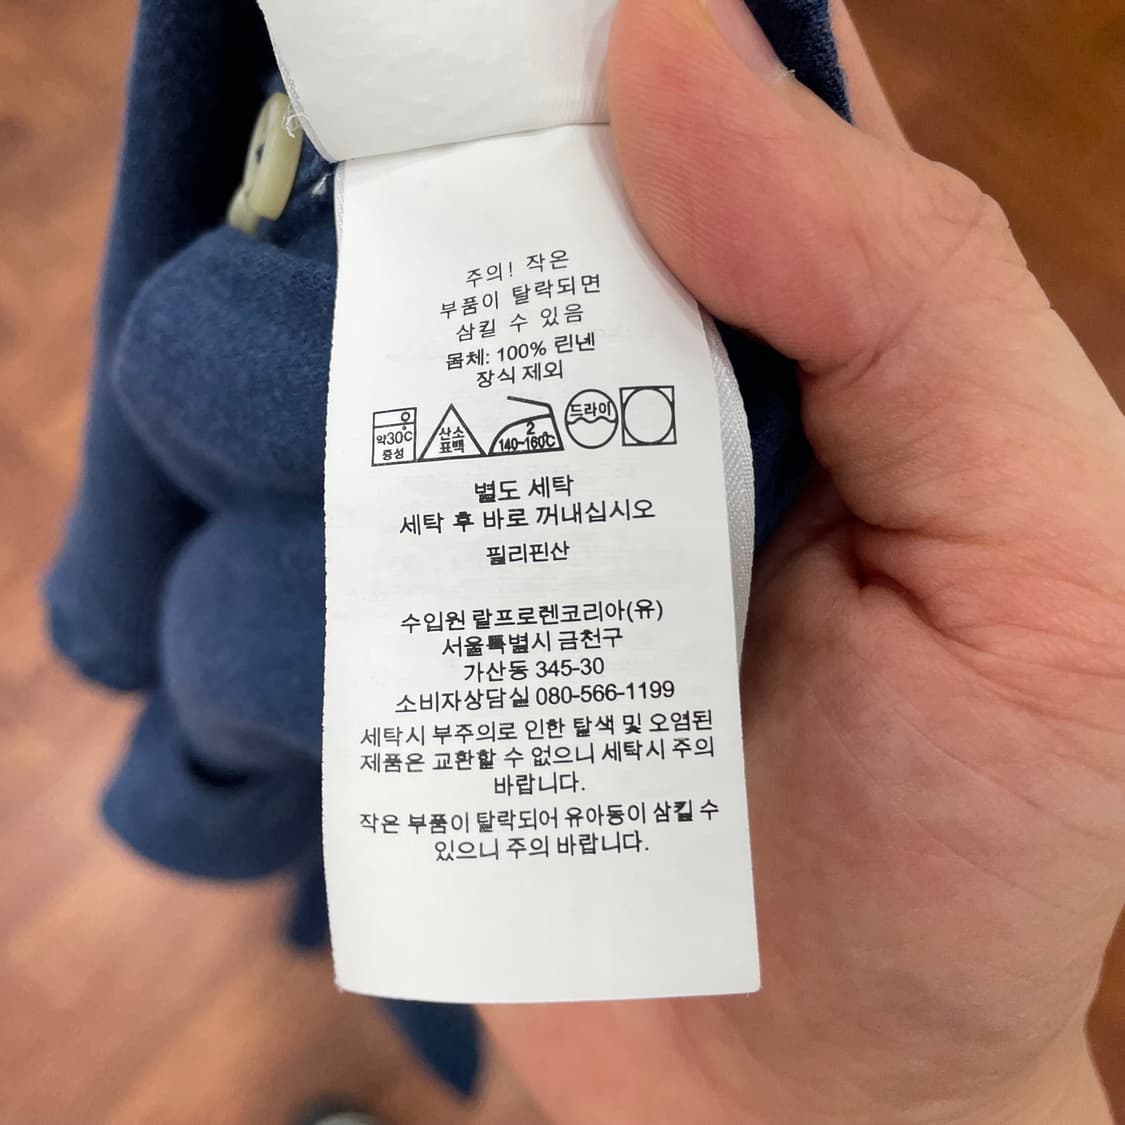 주의! 작은
부품이 탈락되면
삼킬 수 있음
몸체: 100% 린넨
장식 제외
약30℃
중성
산소
표백
2
140~160℃
드라이
별도 세탁
세탁 후 바로 꺼내십시오
필리핀산
수입원 랄프로렌코리아(유)
서울특별시 금천구
가산동 345-30
소비자상담실 080-566-1199
세탁시 부주의로 인한 탈색 및 오염된
제품은 교환할 수 없으니 세탁시 주의
바랍니다.
작은 부품이 탈락되어 유아동이 삼킬 수
있으니 주의 바랍니다.